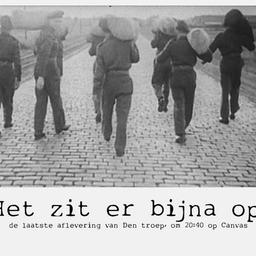 Het zit er bijna op
de laatste aflevering van Den troep, om 20:40 op Canvas